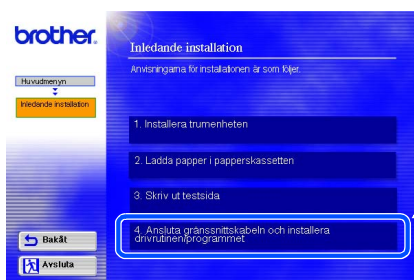 brother.
Huvudmenyn
Inledande installation
Bakåt
Avsluta
Inledande installation
Anvisningarna för installationen är som följer.
1. Installera trumenheten
2. Ladda papper i papperskassetten
3. Skriv ut testsida
4. Ansluta gränssnittskabeln och installera
drivrutinen/programmet